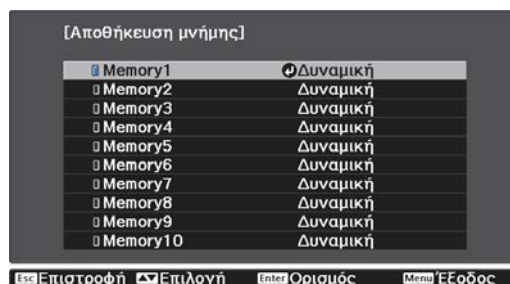 [Αποθήκευση μνήμης]
Memory1 Δυναμική
Memory2 Δυναμική
Memory3 Δυναμική
Memory4 Δυναμική
Memory5 Δυναμική
Memory6 Δυναμική
Memory7 Δυναμική
Memory8 Δυναμική
Memory9 Δυναμική
Memory10 Δυναμική
Esc Επιστροφή Επιλογή Enter Ορισμός Menu Έξοδος